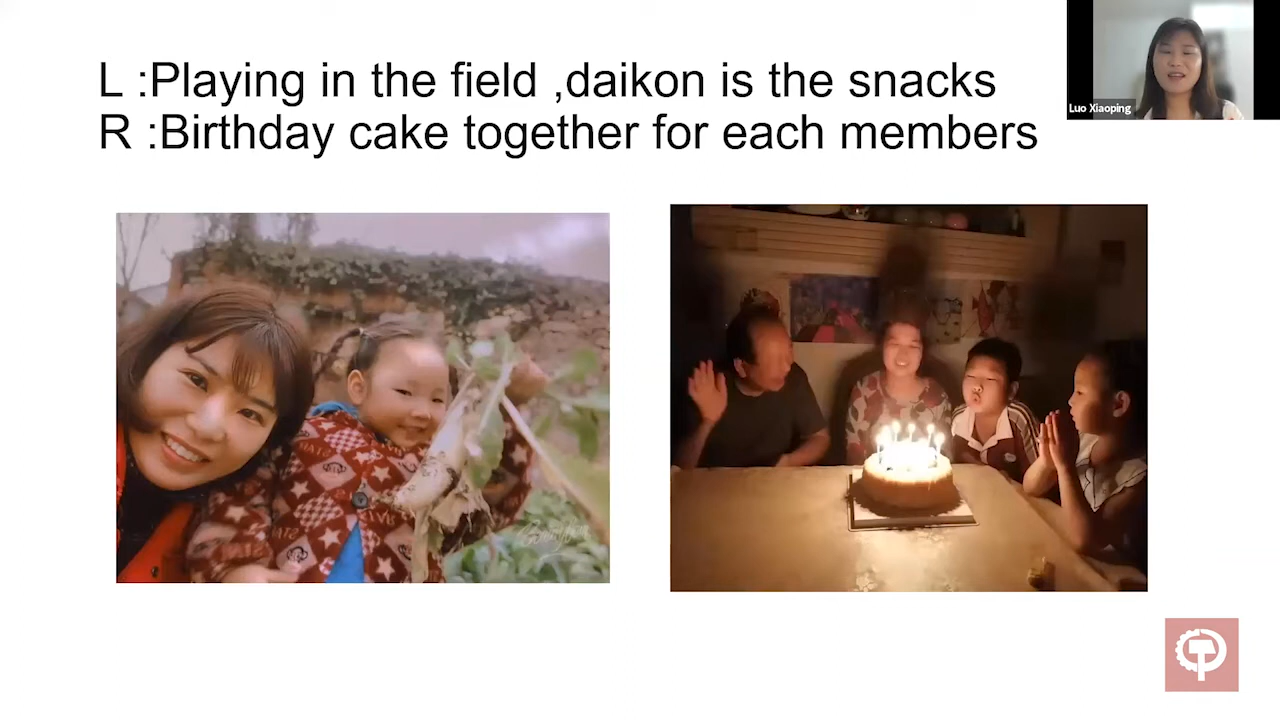 L :Playing in the field ,daikon is the snacks
R :Birthday cake together for each members
Luo Xiaoping